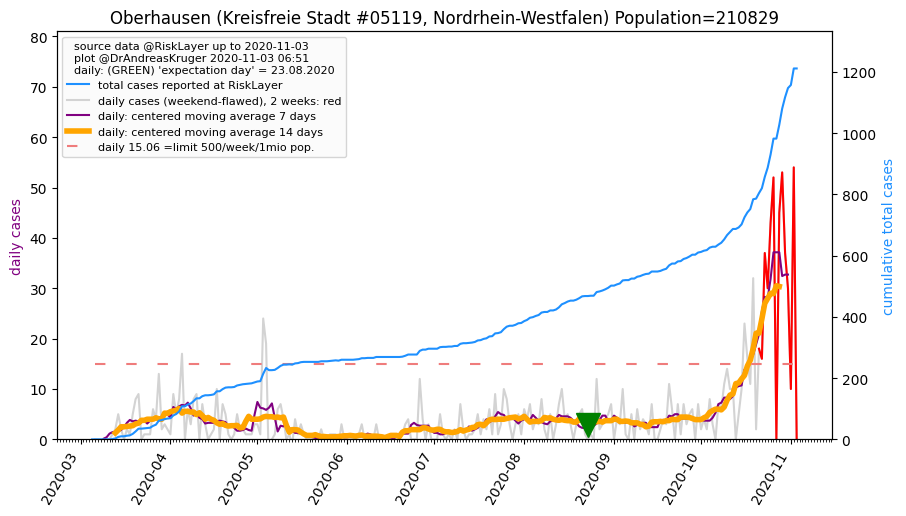 Oberhausen (Kreisfreie Stadt #05119, Nordrhein-Westfalen) Population=210829
source data @RiskLayer up to 2020-11-03
plot @DrAndreasKruger 2020-11-03 06:51
daily: (GREEN) 'expectation day' = 23.08.2020
total cases reported at RiskLayer
daily cases (weekend-flawed), 2 weeks: red
daily: centered moving average 7 days
daily: centered moving average 14 days
daily 15.06 =limit 500/week/1mio pop.
daily cases
80
70
60
50
40
30
20
10
0
cumulative total cases
1200
1000
800
600
400
200
0
2020-03
2020-04
2020-05
2020-06
2020-07
2020-08
2020-09
2020-10
2020-11